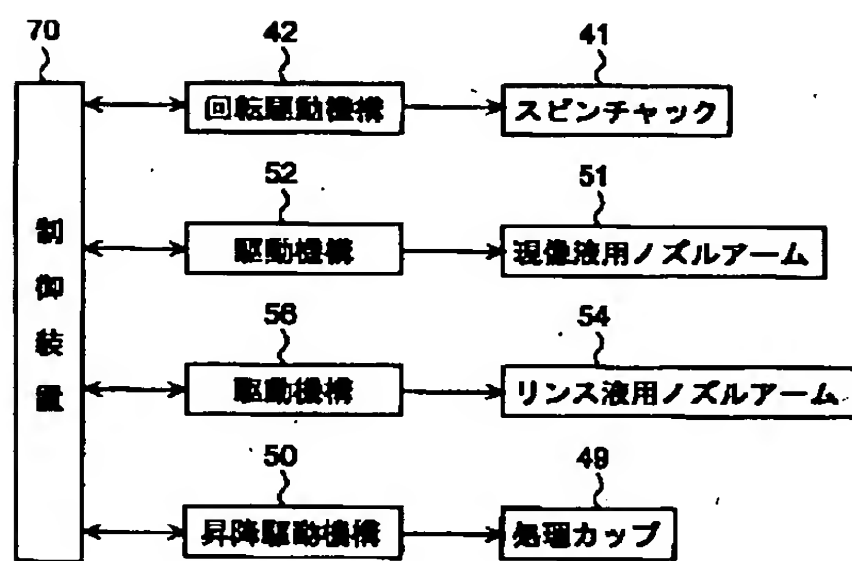 70
42
41
回転駆動機構
スピンチャック
52
51
制御装置
駆動機構
現像液用ノズルアーム
56
54
駆動機構
リンス液用ノズルアーム
50
49
昇降駆動機構
処理カップ